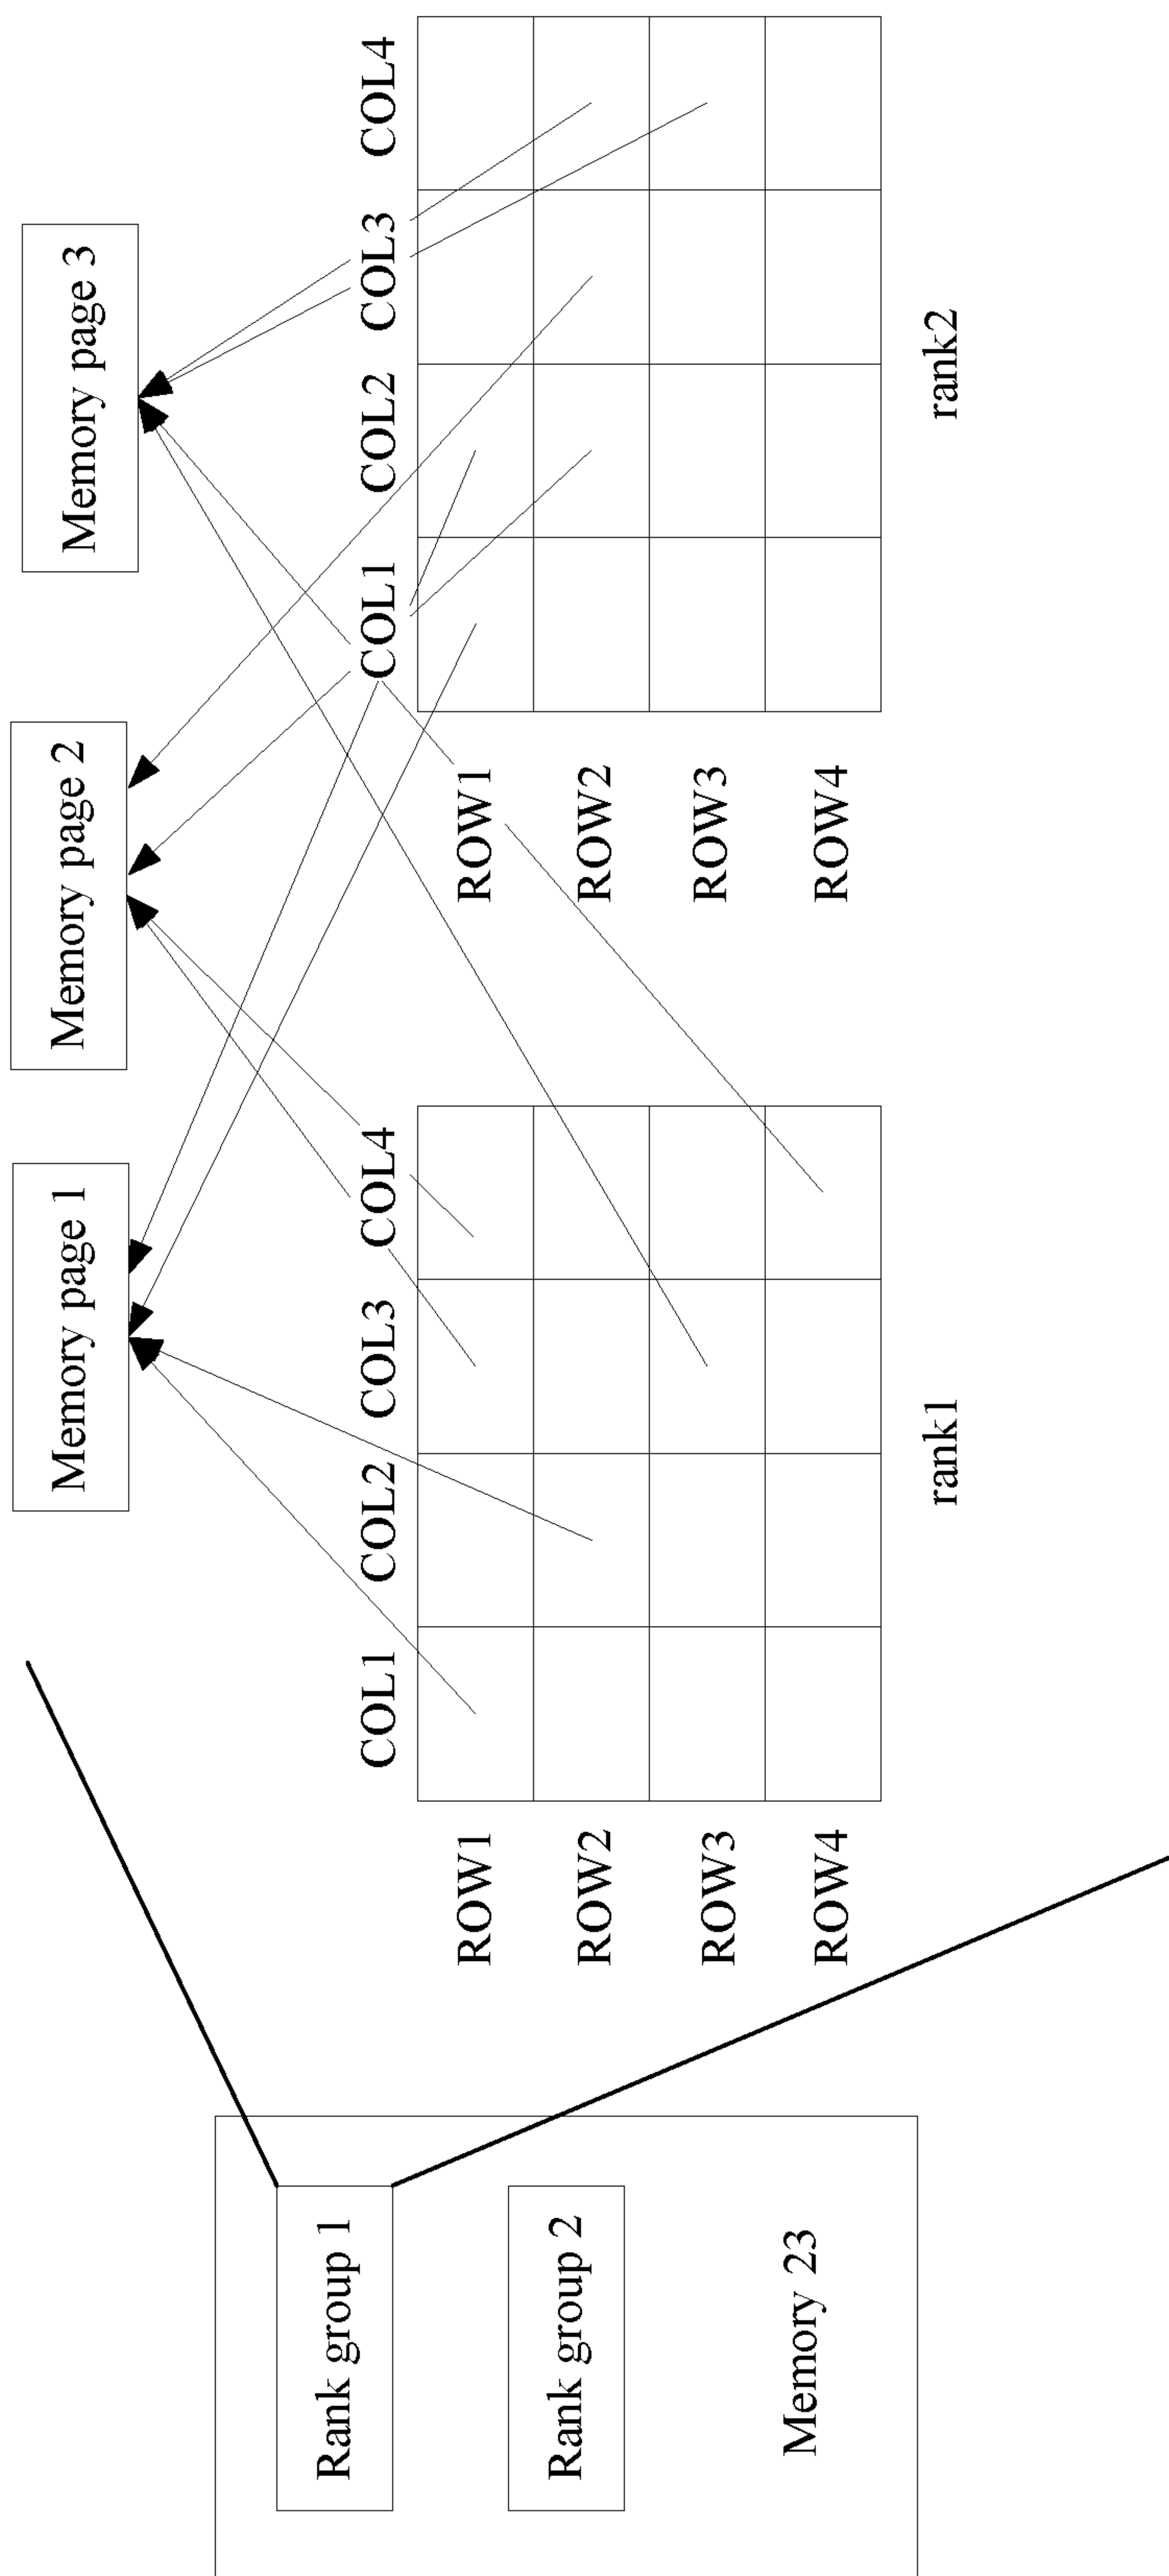 Memory page 1
Memory page 2
Memory page 3
Rank group 1
Rank group 2
Memory 23
COL1
COL2
COL3
COL4
ROW1
ROW2
ROW3
ROW4
rank1
COL1
COL2
COL3
COL4
ROW1
ROW2
ROW3
ROW4
rank2